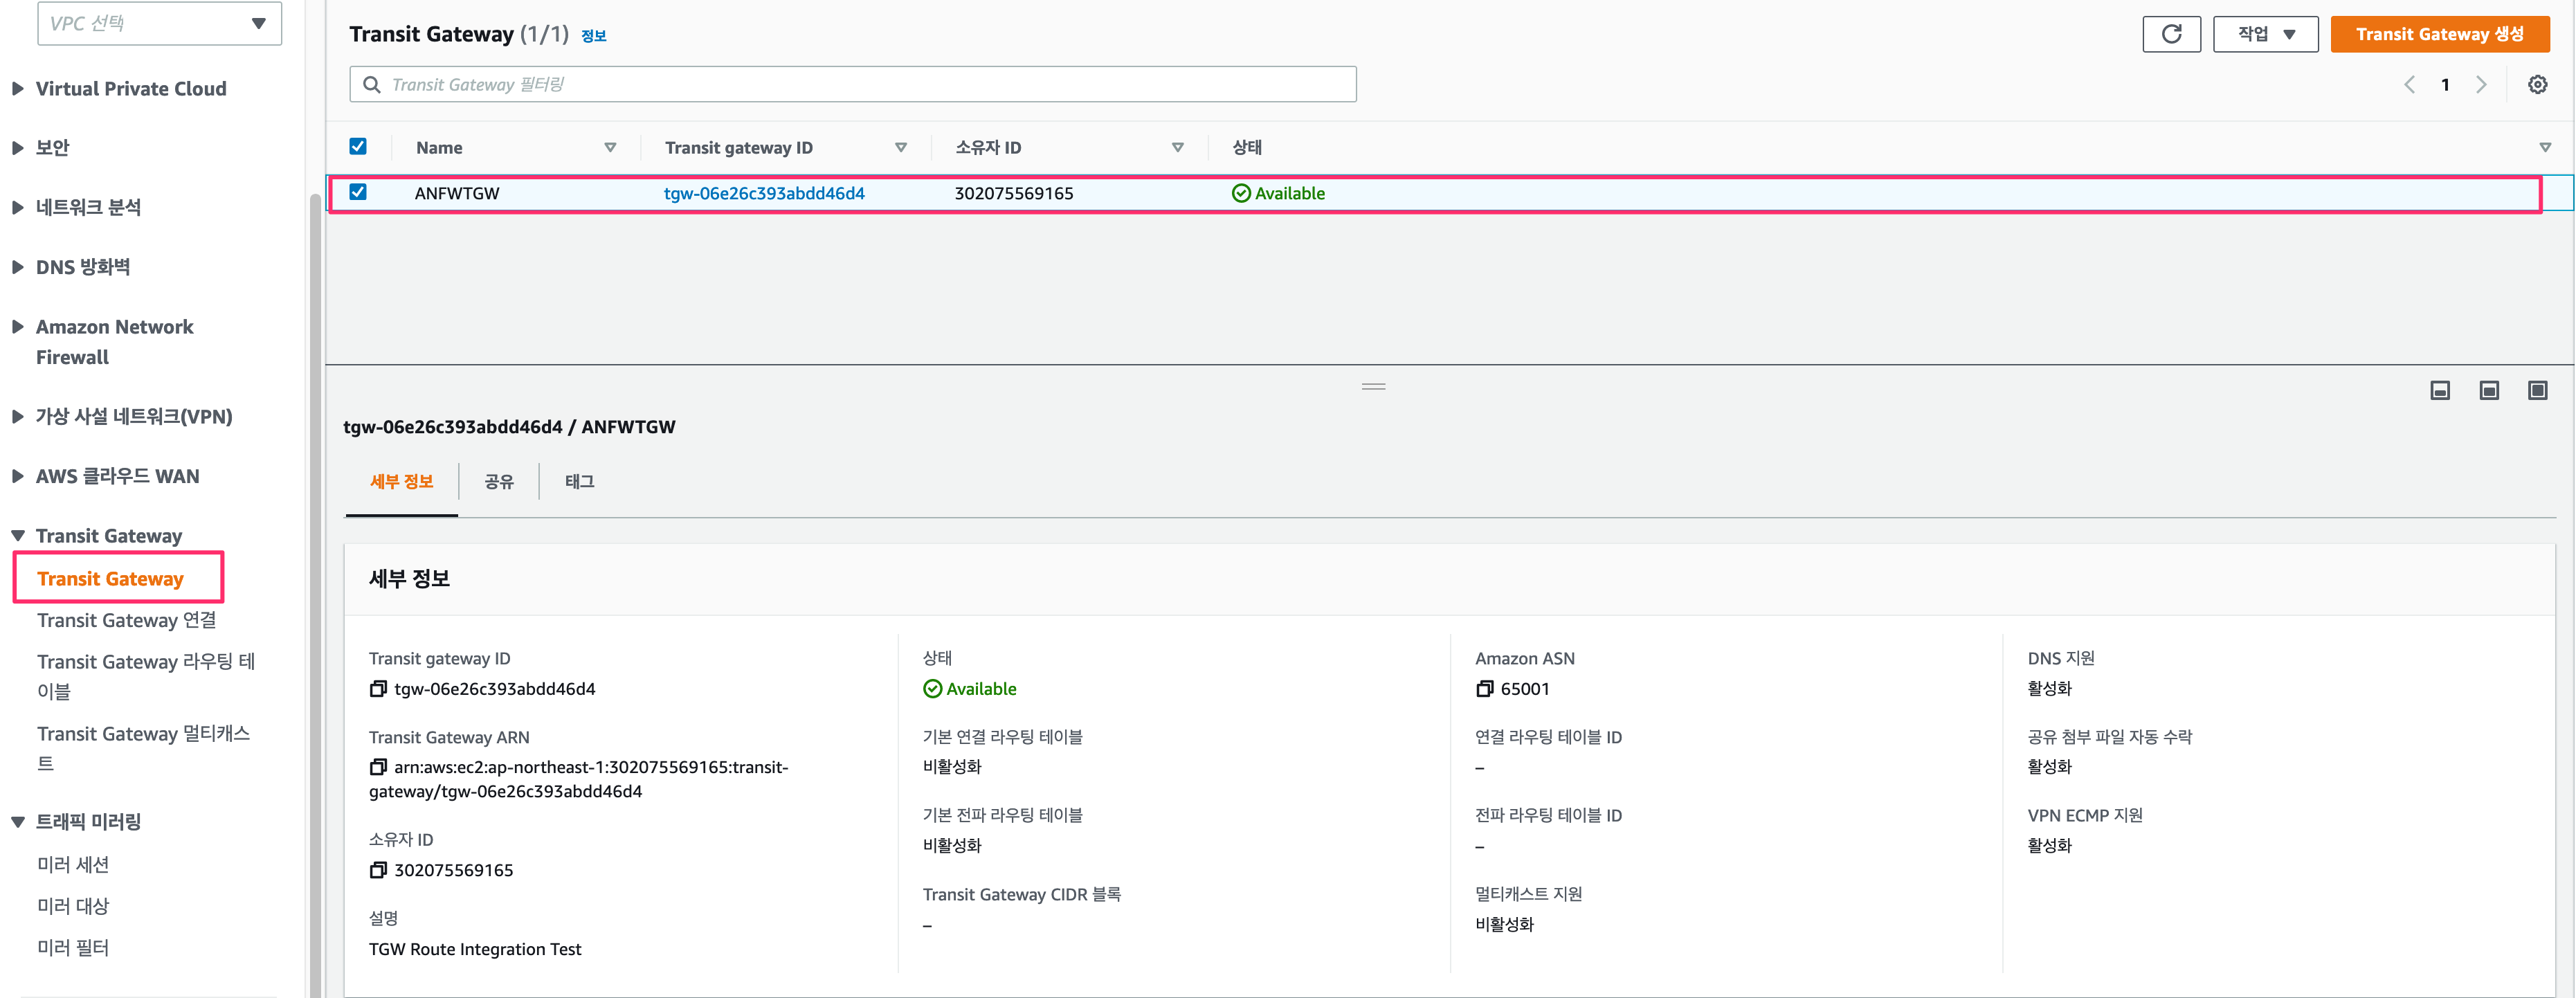 VPC 선택
Virtual Private Cloud
보안
네트워크 분석
DNS 방화벽
Amazon Network
Firewall
가상 사설 네트워크(VPN)
AWS 클라우드 WAN
Transit Gateway
Transit Gateway
Transit Gateway 연결
Transit Gateway 라우팅 테
이블
Transit Gateway 멀티캐스
트
트래픽 미러링
미러 세션
미러 대상
미러 필터
Transit Gateway (1/1) 정보
작업
Transit Gateway 생성
Transit Gateway 필터링
1
Name Transit gateway ID 소유자 ID 상태
ANFWTGW tgw-06e26c393abdd46d4 302075569165 Available
tgw-06e26c393abdd46d4 / ANFWTGW
세부 정보 공유 태그
세부 정보
Transit gateway ID
tgw-06e26c393abdd46d4
Transit Gateway ARN
arn:aws:ec2:ap-northeast-1:302075569165:transit-
gateway/tgw-06e26c393abdd46d4
소유자 ID
302075569165
설명
TGW Route Integration Test
상태
Available
기본 연결 라우팅 테이블
비활성화
기본 전파 라우팅 테이블
비활성화
Transit Gateway CIDR 블록
–
Amazon ASN
65001
연결 라우팅 테이블 ID
–
전파 라우팅 테이블 ID
–
멀티캐스트 지원
비활성화
DNS 지원
활성화
공유 첨부 파일 자동 수락
활성화
VPN ECMP 지원
활성화